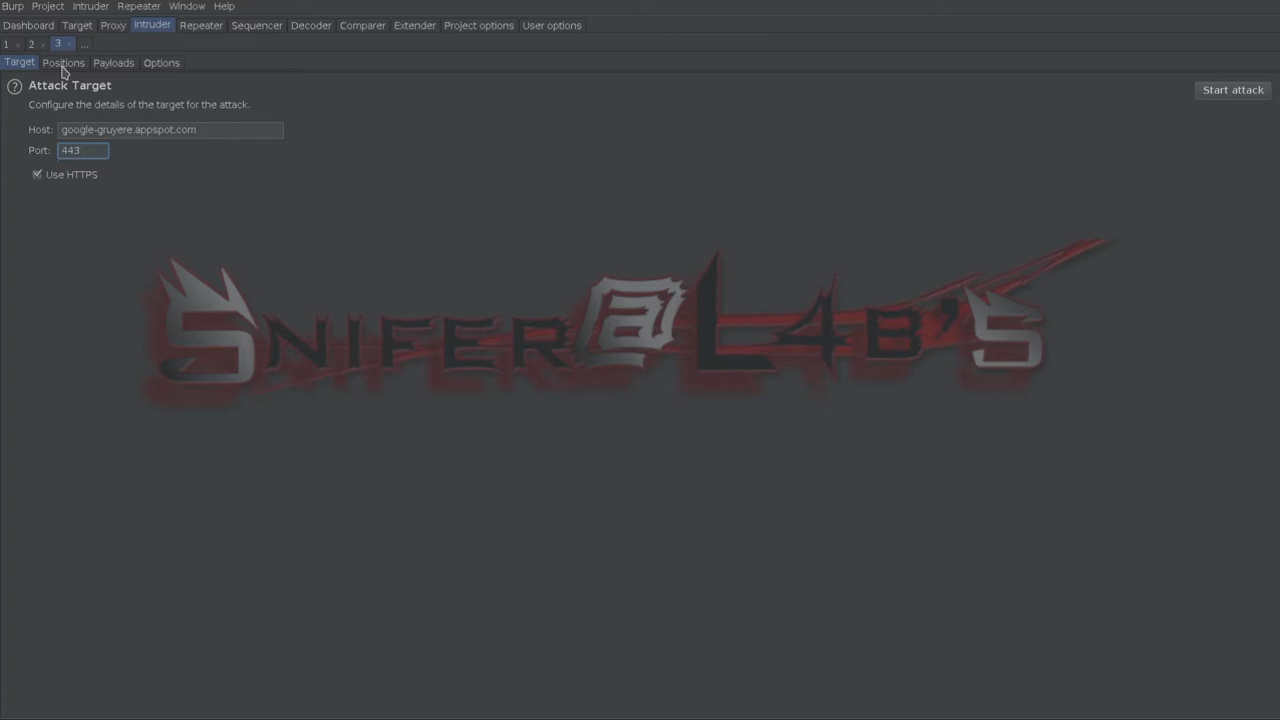 Burp Project Intruder Repeater Window Help
Dashboard Target Proxy Intruder Repeater Sequencer Decoder Comparer Extender Project options User options
1 × 2 × 3 × ...
Target Positions Payloads Options
? Attack Target
Start attack
Configure the details of the target for the attack.
Host: google-gruyere.appspot.com
Port: 443
Use HTTPS
SNIFER@L4B'S